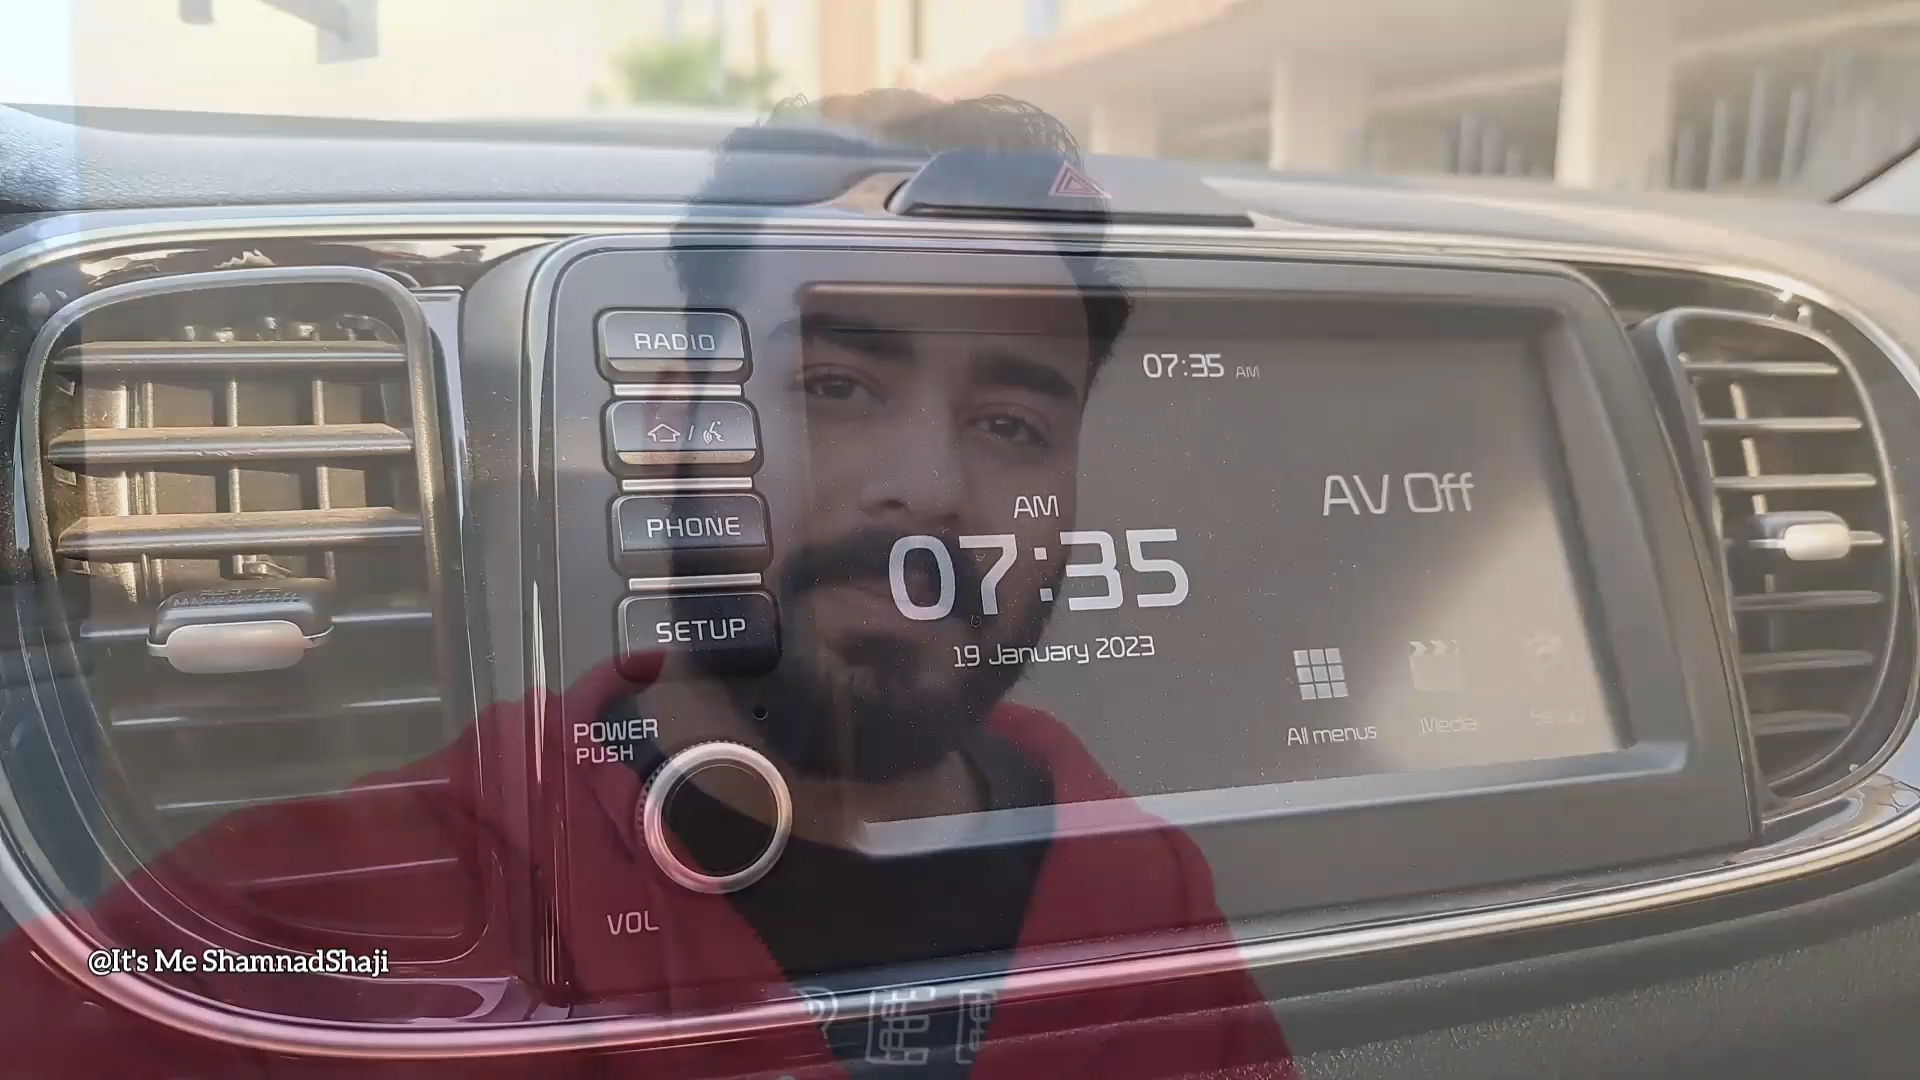 RADIO
07:35 AM
PHONE
AM
AV Off
07:35
SETUP
19 January 2023
POWER
PUSH
All menus
Media
Setup
VOL
@It's Me ShamnadShaji